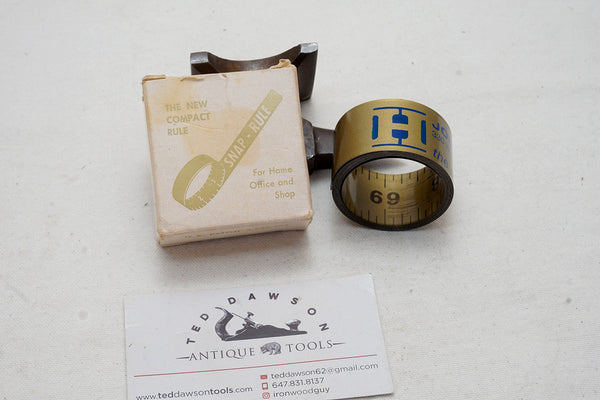 THE NEW
COMPACT
RULE
SNAP-RULE
For Home
Office and
Shop
H
69
TED DAWSON
ANTIQUE TOOLS
teddawson62@gmail.com
www.teddawsontools.com
647.831.8137
ironwoodguy